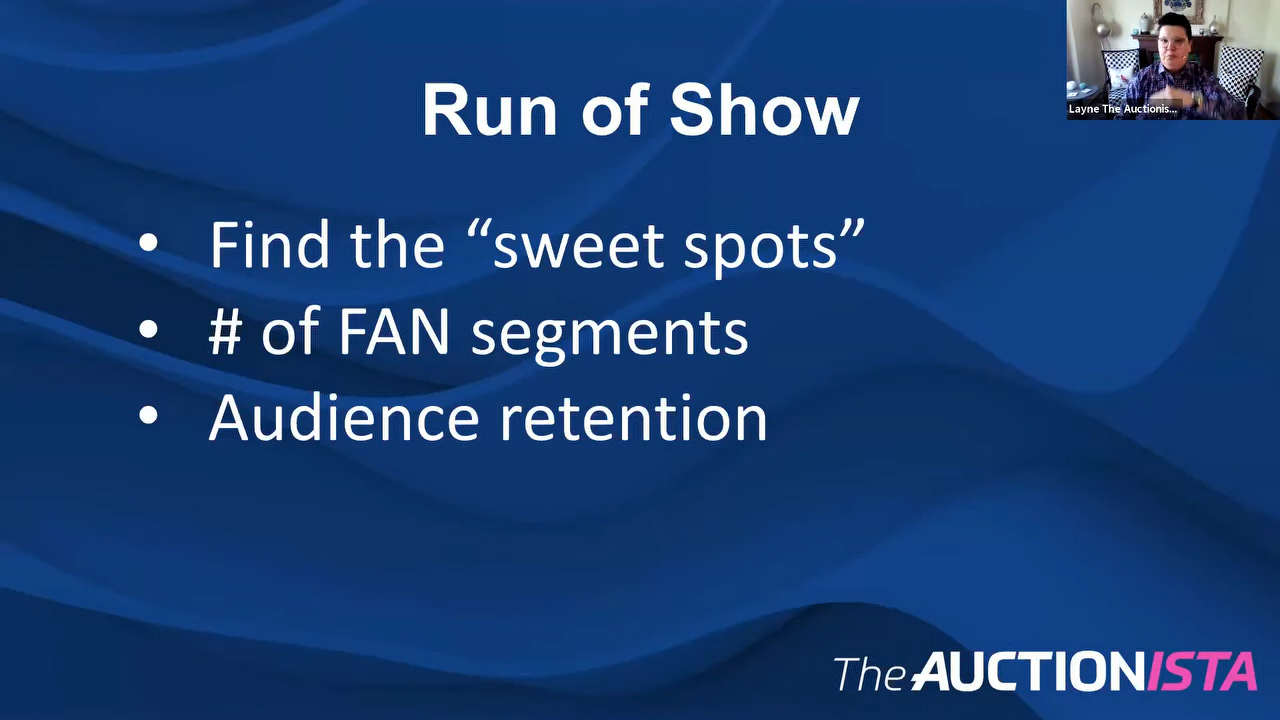 Run of Show
Layne The Auctionis...
• Find the “sweet spots”
• # of FAN segments
• Audience retention
The AUCTIONISTA